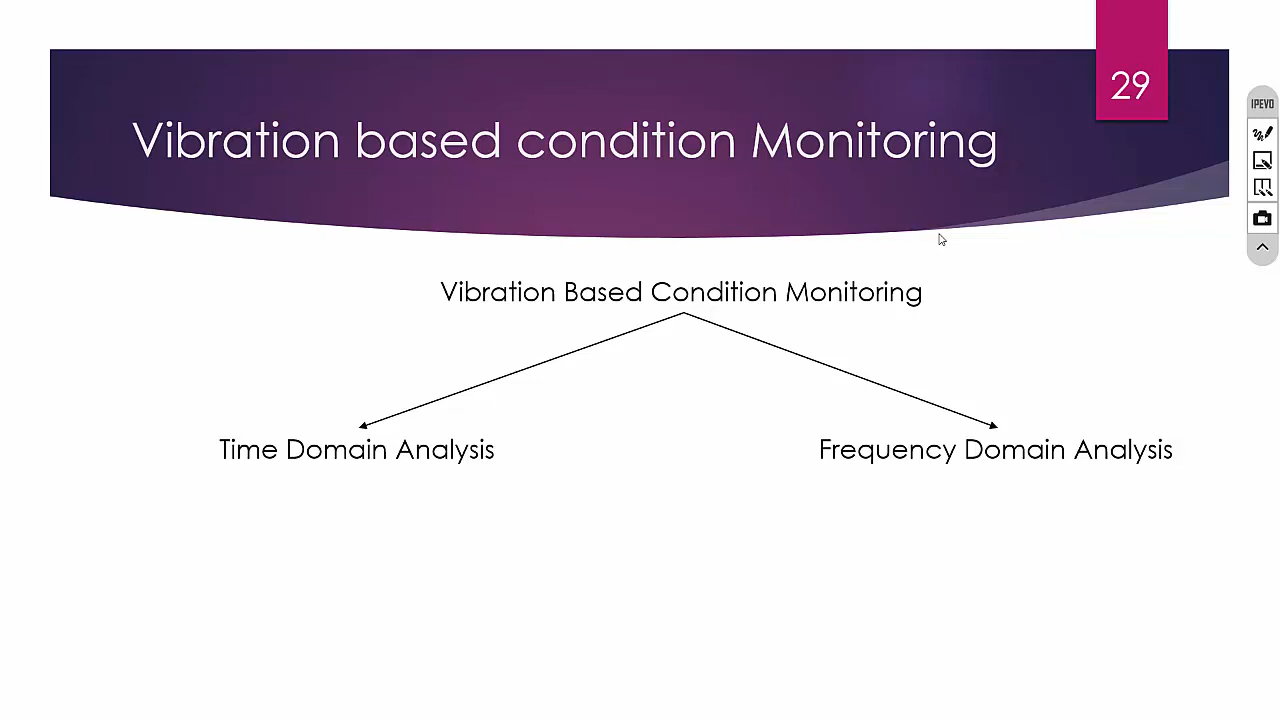 29
Vibration based condition Monitoring
IPEVO
Vibration Based Condition Monitoring
Time Domain Analysis
Frequency Domain Analysis